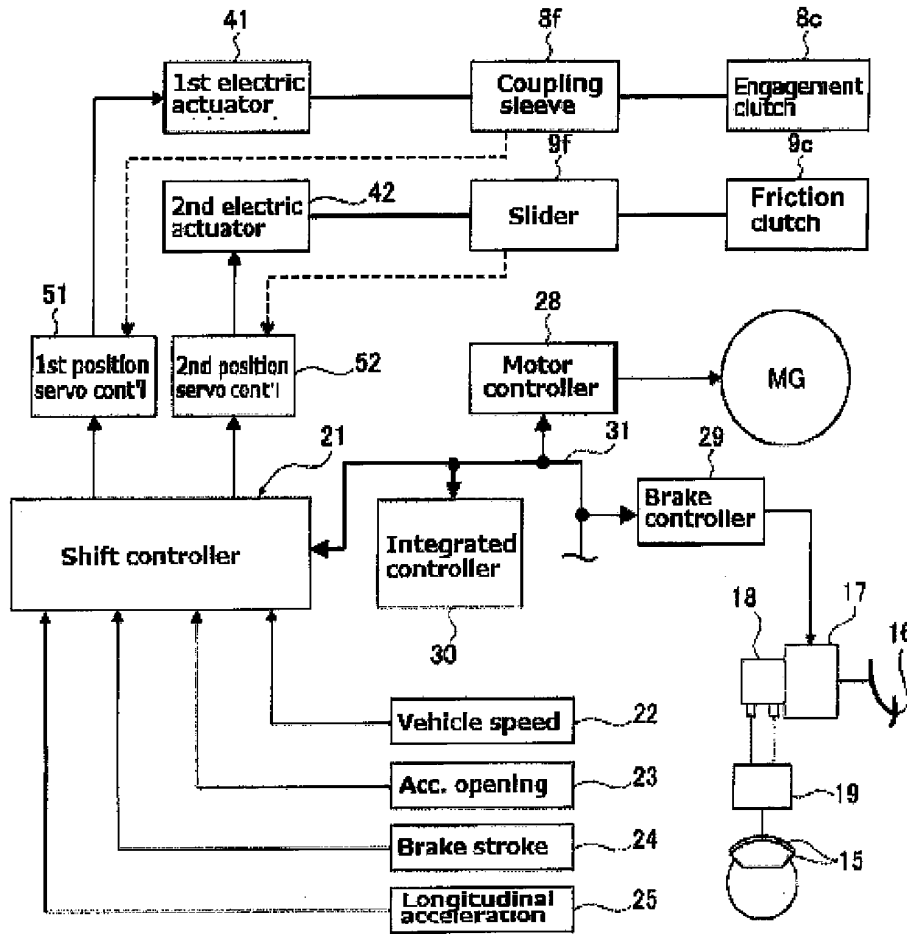 41
8f
8c
1st electric
actuator
Coupling
sleeve
Engagement
clutch
9f
9c
2nd electric
actuator
42
Slider
Friction
clutch
51
28
1st position
servo cont'l
2nd position
servo cont'l
52
Motor
controller
MG
21
31
29
Shift controller
Integrated
controller
Brake
controller
30
18
17
16
Vehicle speed
22
Acc. opening
23
19
Brake stroke
24
15
Longitudinal
acceleration
25